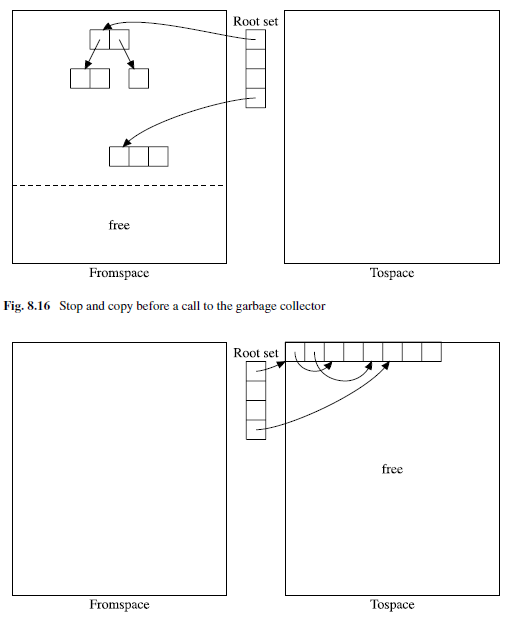 Root set
free
Fromspace
Tospace
Fig. 8.16 Stop and copy before a call to the garbage collector
Root set
free
Fromspace
Tospace